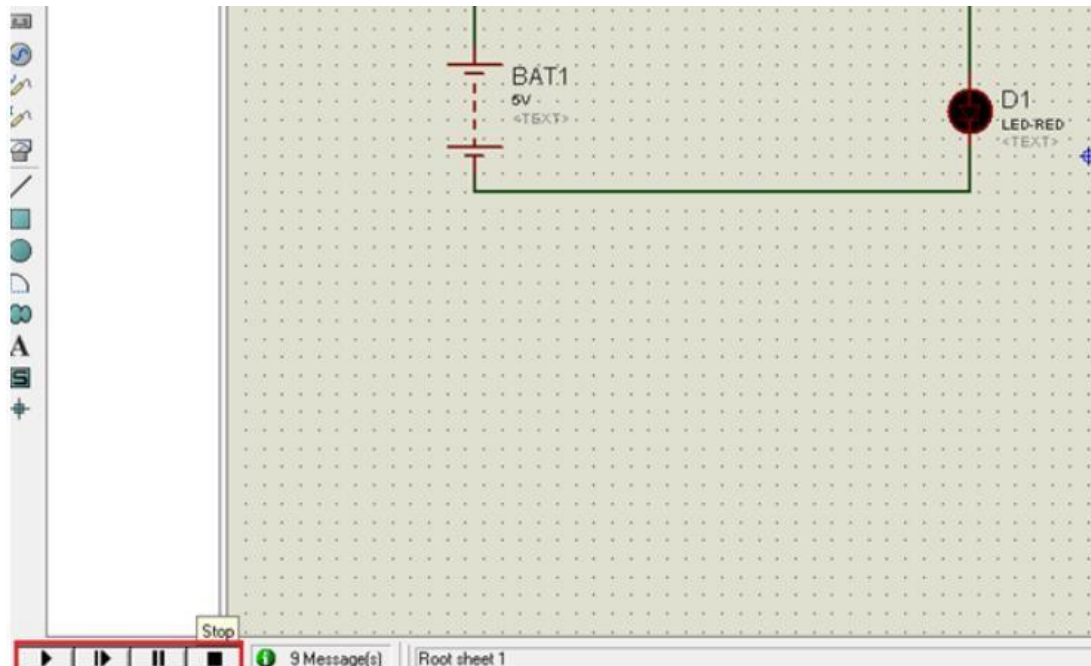 BAT1
5V
<TEXT>
D1
LED-RED
<TEXT>
A
S
Stop
9 Message(s)
Root sheet 1